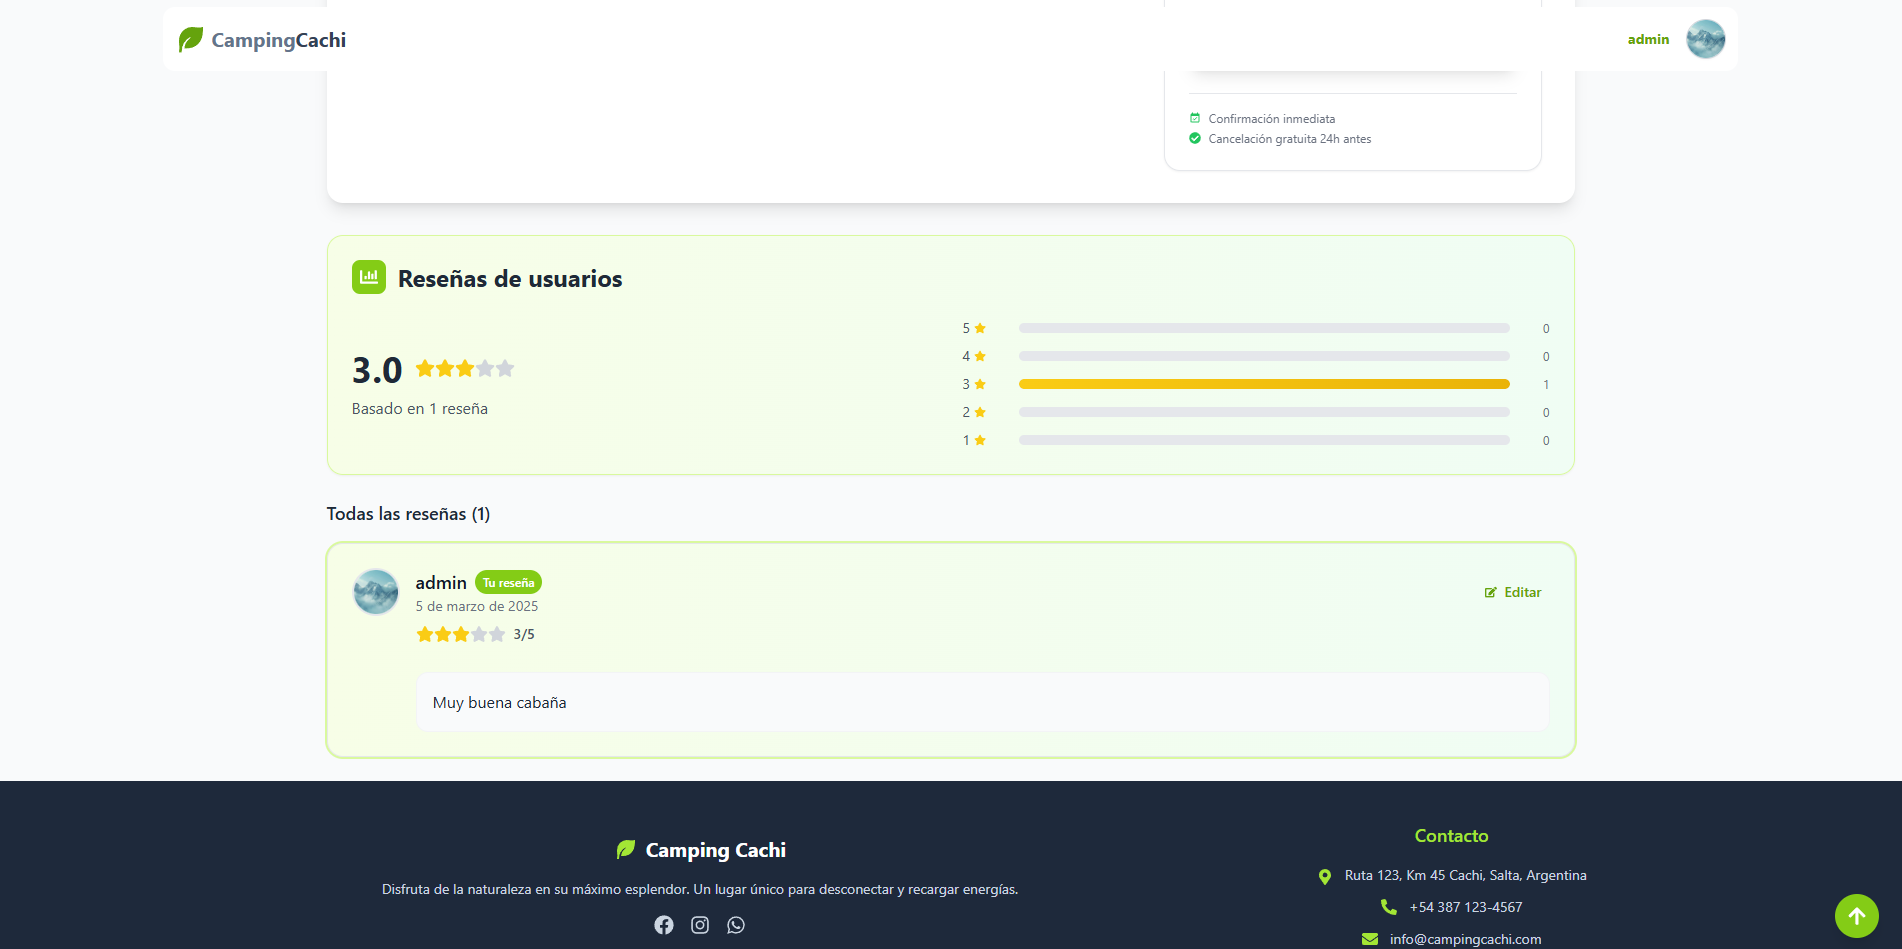 CampingCachi
admin
Confirmación inmediata
Cancelación gratuita 24h antes
Reseñas de usuarios
3.0
Basado en 1 reseña
5 0
4 0
3 1
2 0
1 0
Todas las reseñas (1)
admin Tu reseña
5 de marzo de 2025
3/5
Editar
Muy buena cabaña
Camping Cachi
Disfruta de la naturaleza en su máximo esplendor. Un lugar único para desconectar y recargar energías.
Contacto
Ruta 123, Km 45 Cachi, Salta, Argentina
+54 387 123-4567
info@campingcachi.com